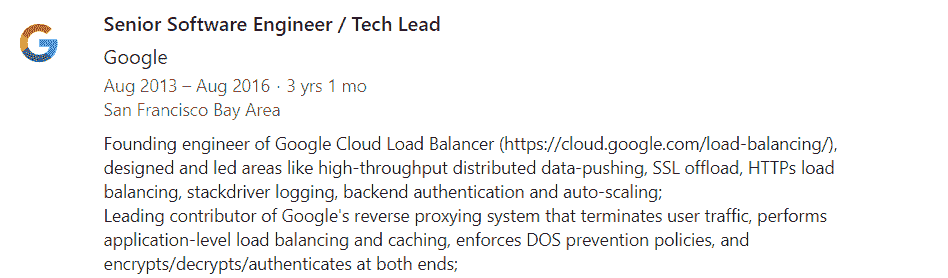 Senior Software Engineer / Tech Lead
Google
Aug 2013 – Aug 2016 · 3 yrs 1 mo
San Francisco Bay Area
Founding engineer of Google Cloud Load Balancer (https://cloud.google.com/load-balancing/),
designed and led areas like high-throughput distributed data-pushing, SSL offload, HTTPs load
balancing, stackdriver logging, backend authentication and auto-scaling;
Leading contributor of Google's reverse proxying system that terminates user traffic, performs
application-level load balancing and caching, enforces DOS prevention policies, and
encrypts/decrypts/authenticates at both ends;